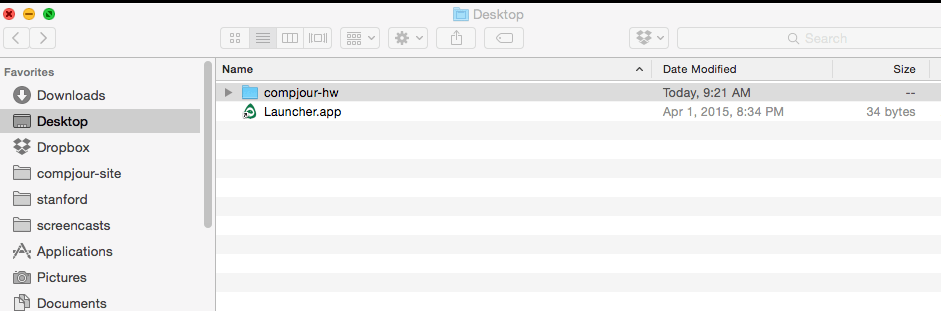 Desktop
Search
Favorites
Downloads
Desktop
Dropbox
compjour-site
stanford
screencasts
Applications
Pictures
Documents
Name Date Modified Size
compjour-hw Today, 9:21 AM --
Launcher.app Apr 1, 2015, 8:34 PM 34 bytes